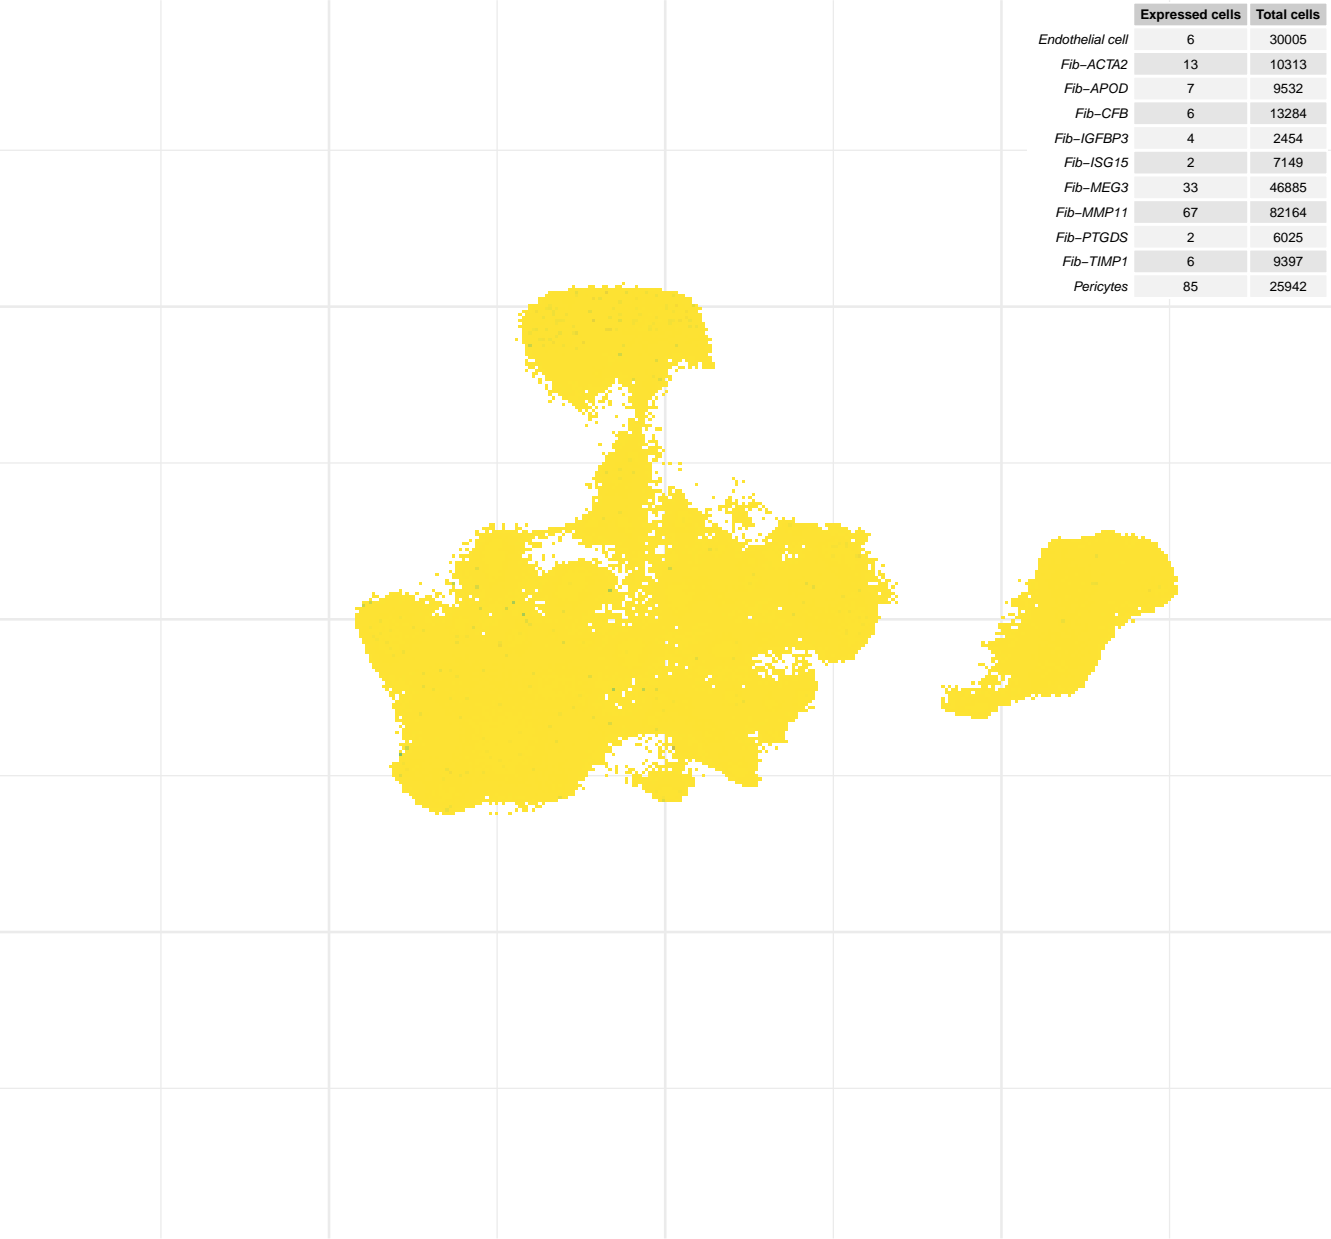 Expressed cells Total cells
Endothelial cell 6 30005
Fib−ACTA2 13 10313
Fib−APOD 7 9532
Fib−CFB 6 13284
Fib−IGFBP3 4 2454
Fib−ISG15 2 7149
Fib−MEG3 33 46885
Fib−MMP11 67 82164
Fib−PTGDS 2 6025
Fib−TIMP1 6 9397
Pericytes 85 25942